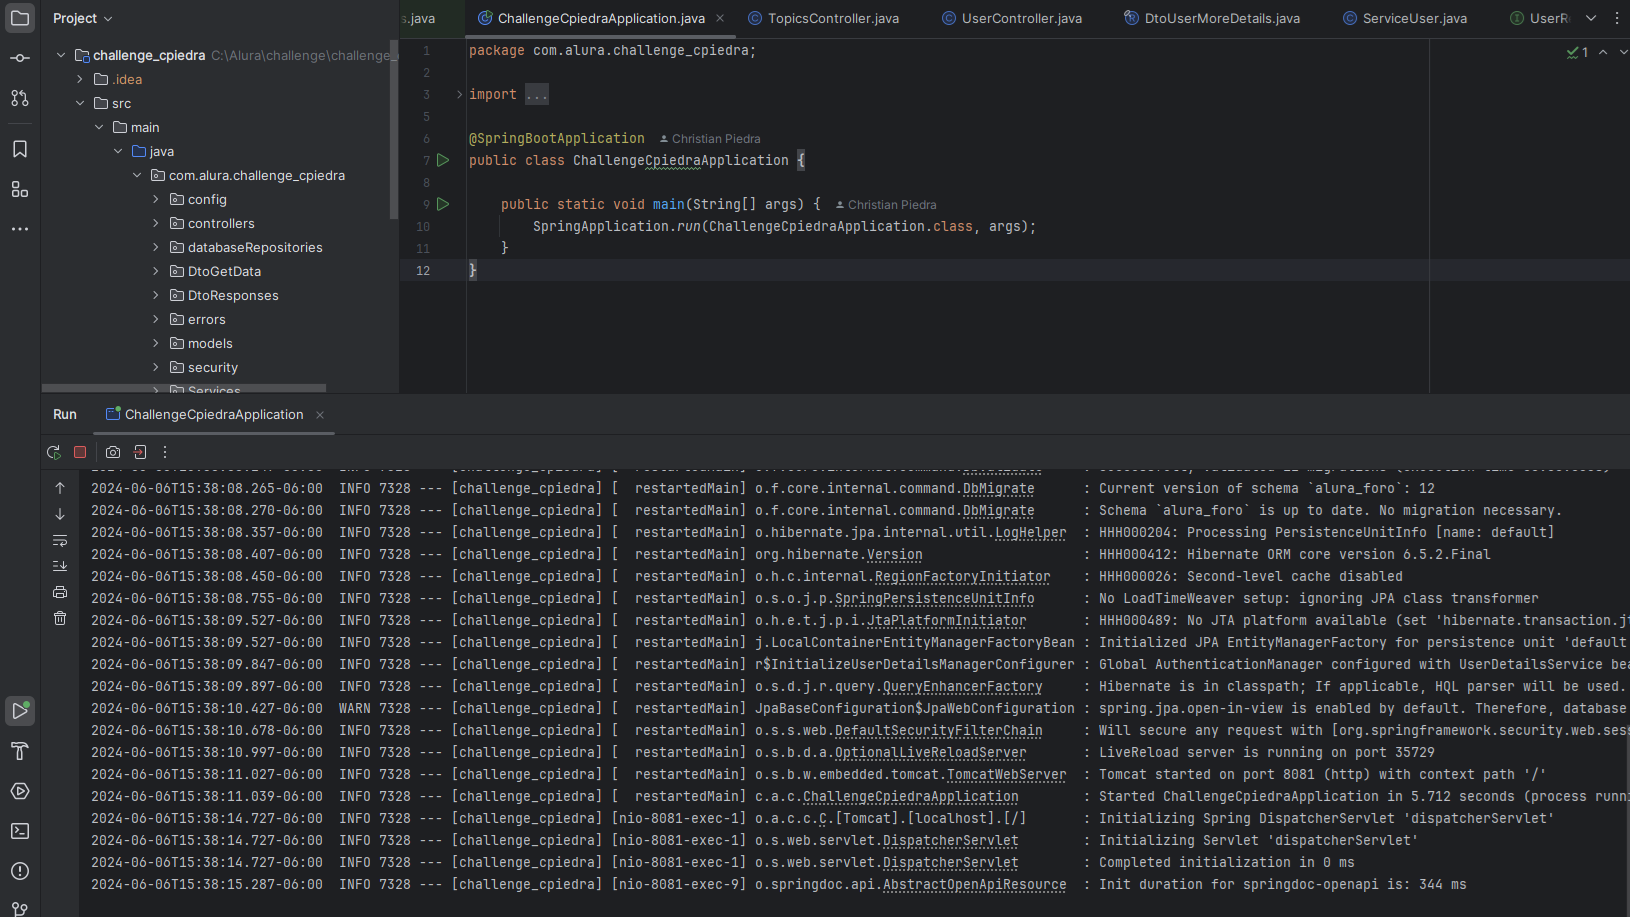 Project
challenge_cpiedra C:\Alura\challenge\challenge_
.idea
src
main
java
com.alura.challenge_cpiedra
config
controllers
databaseRepositories
DtoGetData
DtoResponses
errors
models
security
Services
s.java ChallengeCpiedraApplication.java TopicsController.java UserController.java DtoUserMoreDetails.java ServiceUser.java UserR
1 package com.alura.challenge_cpiedra; 1
2
3 import ...
5
6 @SpringBootApplication Christian Piedra
7 public class ChallengeCpiedraApplication {
8
9 public static void main(String[] args) { Christian Piedra
10 SpringApplication.run(ChallengeCpiedraApplication.class, args);
11 }
12 }
Run ChallengeCpiedraApplication
2024-06-06T15:38:08.265-06:00 INFO 7328 --- [challenge_cpiedra] [ restartedMain] o.f.core.internal.command.DbMigrate : Current version of schema `alura_foro`: 12
2024-06-06T15:38:08.270-06:00 INFO 7328 --- [challenge_cpiedra] [ restartedMain] o.f.core.internal.command.DbMigrate : Schema `alura_foro` is up to date. No migration necessary.
2024-06-06T15:38:08.357-06:00 INFO 7328 --- [challenge_cpiedra] [ restartedMain] o.hibernate.jpa.internal.util.LogHelper : HHH000204: Processing PersistenceUnitInfo [name: default]
2024-06-06T15:38:08.407-06:00 INFO 7328 --- [challenge_cpiedra] [ restartedMain] org.hibernate.Version : HHH000412: Hibernate ORM core version 6.5.2.Final
2024-06-06T15:38:08.450-06:00 INFO 7328 --- [challenge_cpiedra] [ restartedMain] o.h.c.internal.RegionFactoryInitiator : HHH000026: Second-level cache disabled
2024-06-06T15:38:08.755-06:00 INFO 7328 --- [challenge_cpiedra] [ restartedMain] o.s.o.j.p.SpringPersistenceUnitInfo : No LoadTimeWeaver setup: ignoring JPA class transformer
2024-06-06T15:38:09.527-06:00 INFO 7328 --- [challenge_cpiedra] [ restartedMain] o.h.e.t.j.p.i.JtaPlatformInitiator : HHH000489: No JTA platform available (set 'hibernate.transaction.jt
2024-06-06T15:38:09.530-06:00 INFO 7328 --- [challenge_cpiedra] [ restartedMain] j.LocalContainerEntityManagerFactoryBean : Initialized JPA EntityManagerFactory for persistence unit 'default
2024-06-06T15:38:09.847-06:00 INFO 7328 --- [challenge_cpiedra] [ restartedMain] r$InitializeUserDetailsManagerConfigurer : Global AuthenticationManager configured with UserDetailsService bea
2024-06-06T15:38:09.897-06:00 INFO 7328 --- [challenge_cpiedra] [ restartedMain] o.s.d.j.r.query.QueryEnhancerFactory : Hibernate is in classpath; If applicable, HQL parser will be used.
2024-06-06T15:38:10.427-06:00 WARN 7328 --- [challenge_cpiedra] [ restartedMain] JpaBaseConfiguration$JpaWebConfiguration : spring.jpa.open-in-view is enabled by default. Therefore, database
2024-06-06T15:38:10.678-06:00 INFO 7328 --- [challenge_cpiedra] [ restartedMain] o.s.s.web.DefaultSecurityFilterChain : Will secure any request with [org.springframework.security.web.ses
2024-06-06T15:38:10.997-06:00 INFO 7328 --- [challenge_cpiedra] [ restartedMain] o.s.b.d.a.OptionalLiveReloadServer : LiveReload server is running on port 35729
2024-06-06T15:38:11.027-06:00 INFO 7328 --- [challenge_cpiedra] [ restartedMain] o.s.b.w.embedded.tomcat.TomcatWebServer : Tomcat started on port 8081 (http) with context path '/'
2024-06-06T15:38:11.039-06:00 INFO 7328 --- [challenge_cpiedra] [ restartedMain] c.a.c.ChallengeCpiedraApplication : Started ChallengeCpiedraApplication in 5.712 seconds (process runni
2024-06-06T15:38:14.727-06:00 INFO 7328 --- [challenge_cpiedra] [nio-8081-exec-1] o.a.c.c.C.[Tomcat].[localhost].[/] : Initializing Spring DispatcherServlet 'dispatcherServlet'
2024-06-06T15:38:14.727-06:00 INFO 7328 --- [challenge_cpiedra] [nio-8081-exec-1] o.s.web.servlet.DispatcherServlet : Initializing Servlet 'dispatcherServlet'
2024-06-06T15:38:14.727-06:00 INFO 7328 --- [challenge_cpiedra] [nio-8081-exec-1] o.s.web.servlet.DispatcherServlet : Completed initialization in 0 ms
2024-06-06T15:38:15.287-06:00 INFO 7328 --- [challenge_cpiedra] [nio-8081-exec-9] o.springdoc.api.AbstractOpenApiResource : Init duration for springdoc-openapi is: 344 ms